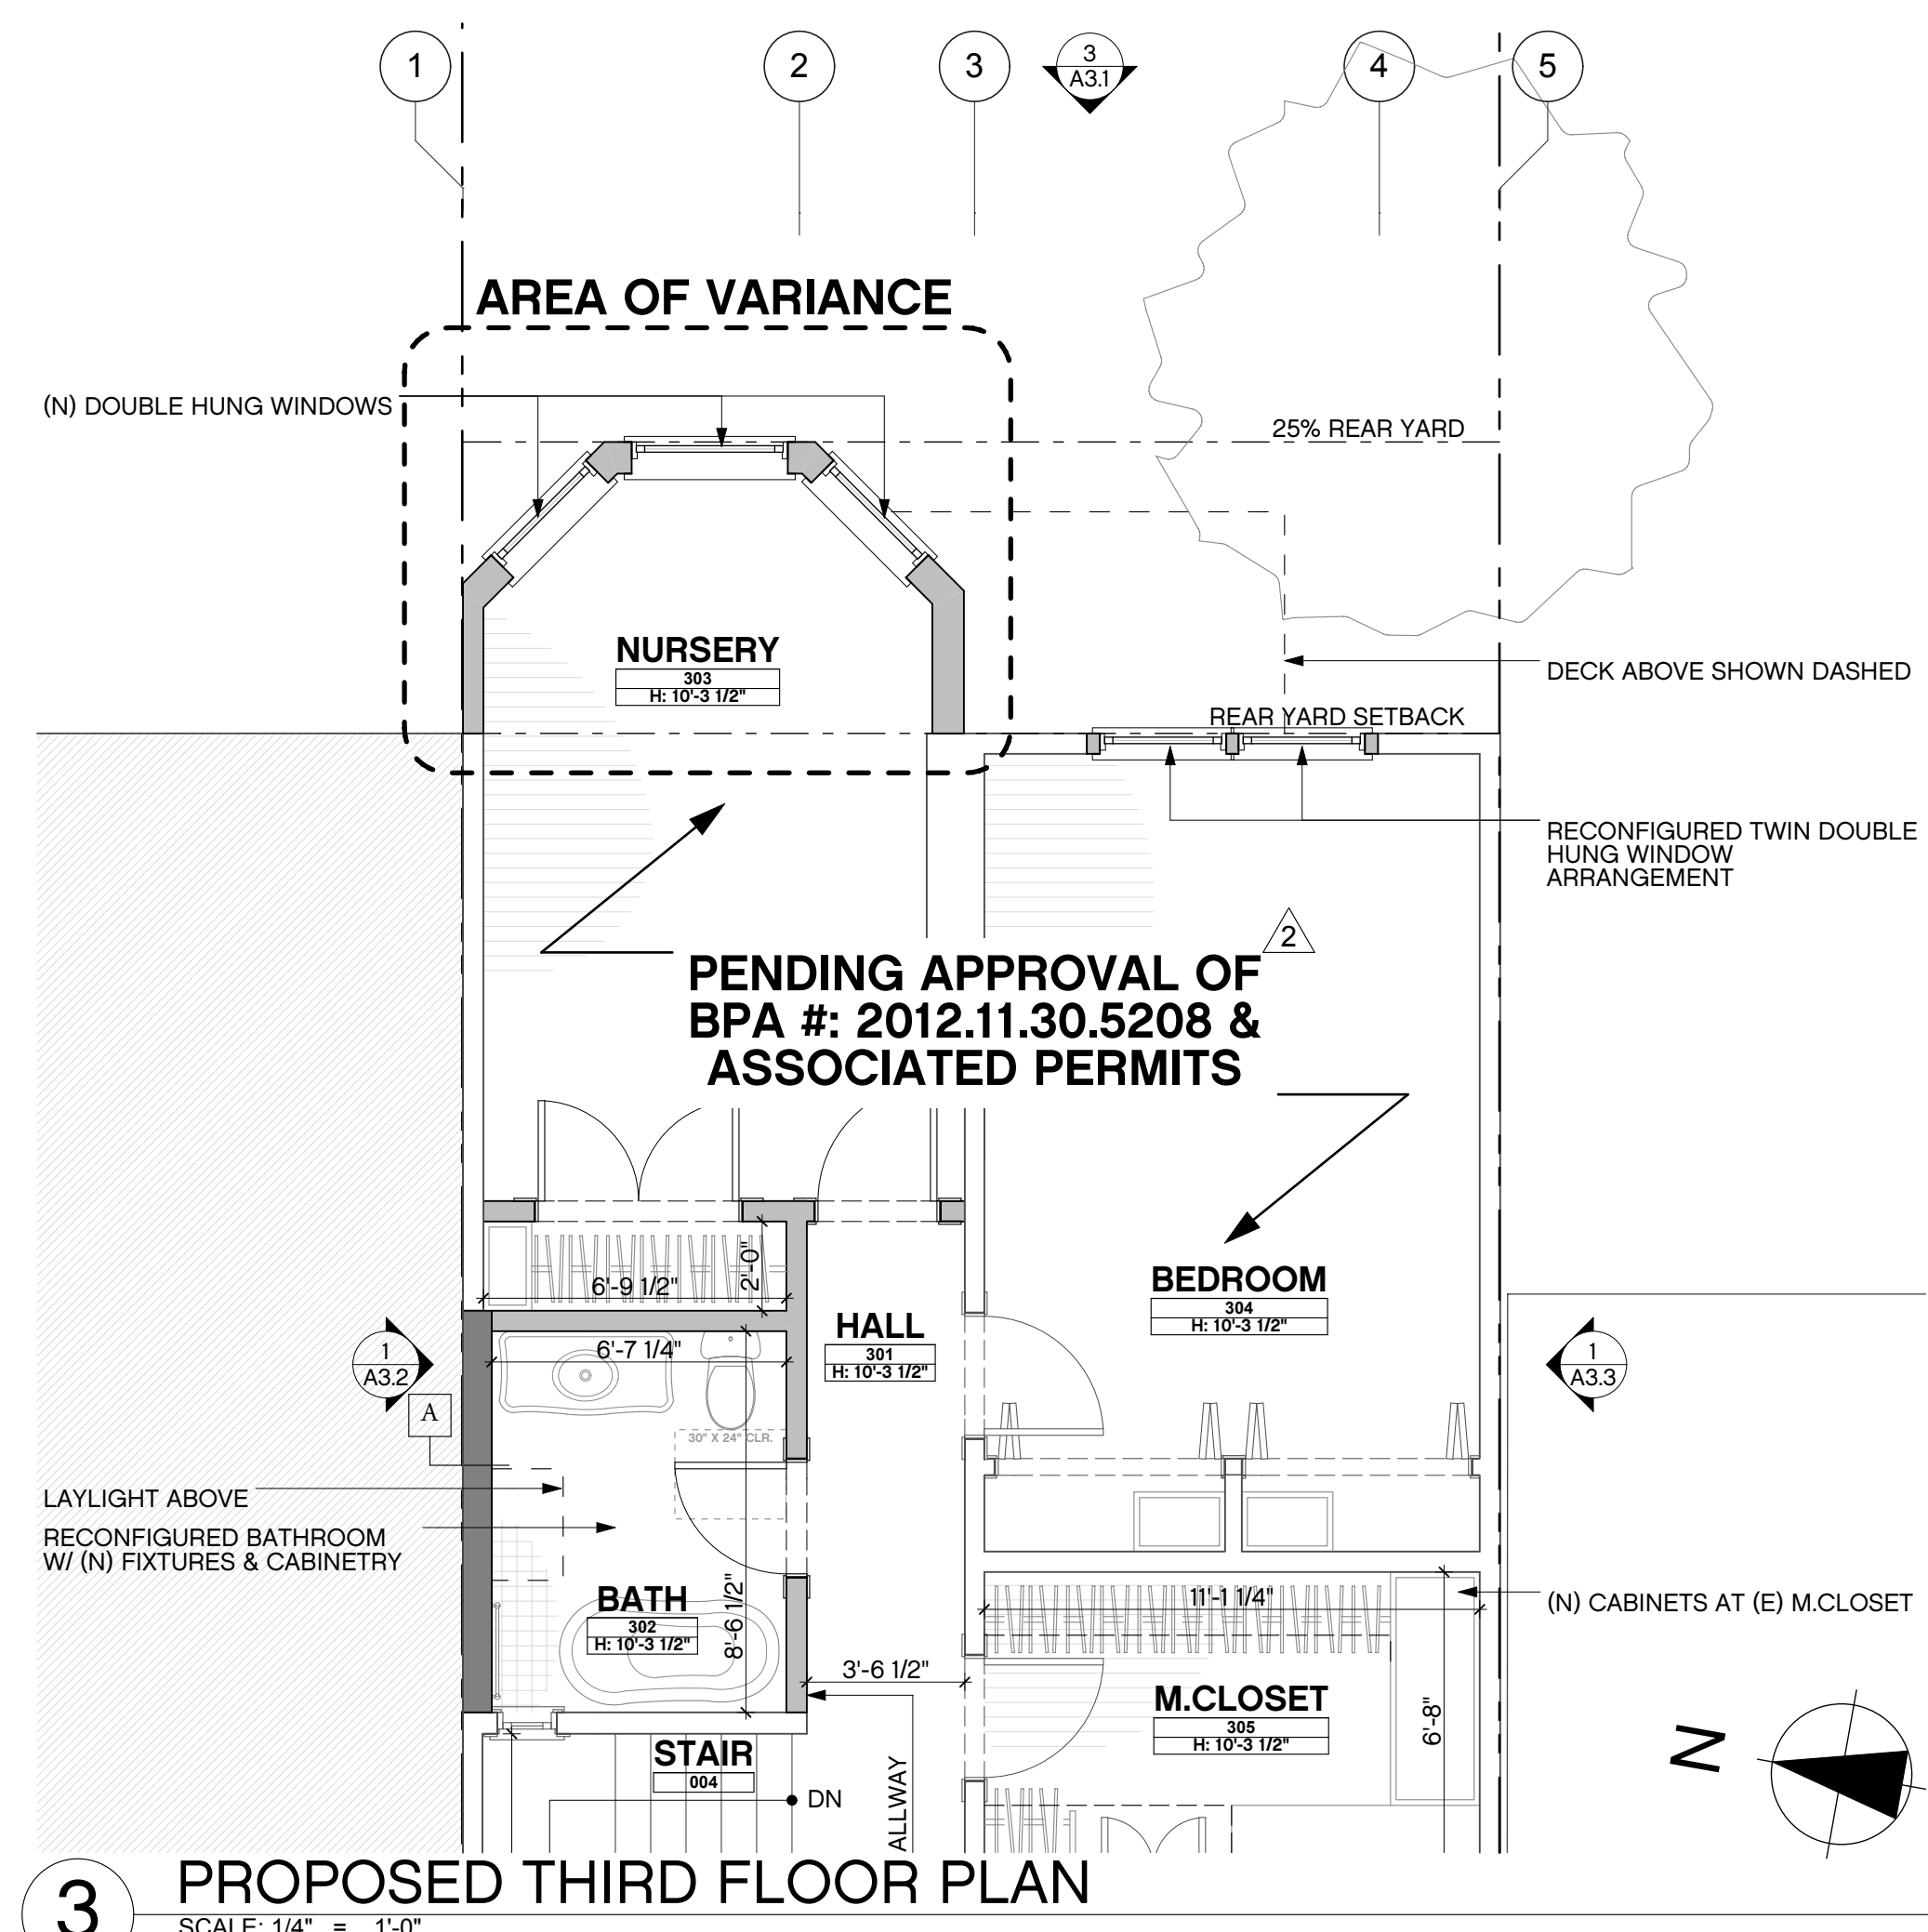 1
2
3
3
A3.1
4
5
AREA OF VARIANCE
(N) DOUBLE HUNG WINDOWS
25% REAR YARD
NURSERY
303
H: 10'-3 1/2"
DECK ABOVE SHOWN DASHED
REAR YARD SETBACK
RECONFIGURED TWIN DOUBLE
HUNG WINDOW
ARRANGEMENT
2
PENDING APPROVAL OF
BPA #: 2012.11.30.5208 &
ASSOCIATED PERMITS
2'-0"
6'-9 1/2"
BEDROOM
304
H: 10'-3 1/2"
HALL
301
H: 10'-3 1/2"
6'-7 1/4"
1
A3.2
1
A3.3
A
30" X 24" CLR.
LAYLIGHT ABOVE
RECONFIGURED BATHROOM
W/ (N) FIXTURES & CABINETRY
BATH
302
H: 10'-3 1/2"
8'-6 1/2"
11'-1 1/4"
(N) CABINETS AT (E) M.CLOSET
3'-6 1/2"
M.CLOSET
305
H: 10'-3 1/2"
6'-8"
N
STAIR
004
DN
ALLWAY
3
PROPOSED THIRD FLOOR PLAN
SCALE: 1/4" = 1'-0"